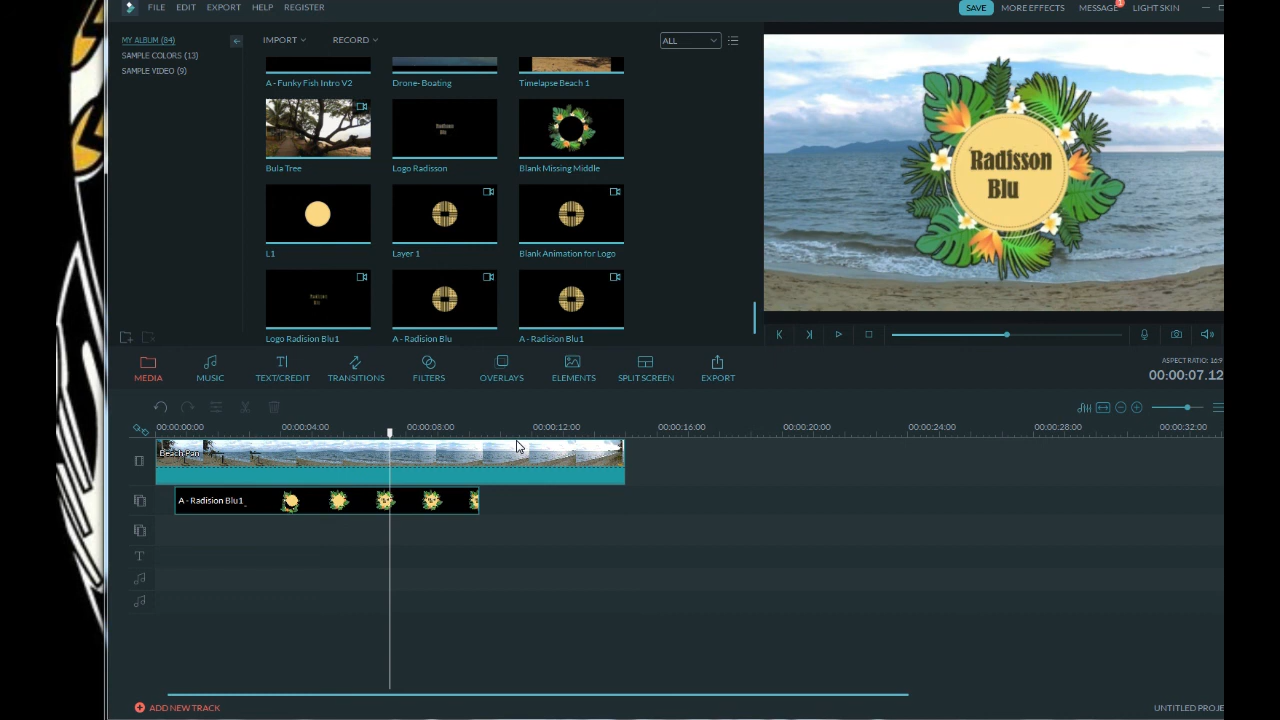 FILE EDIT EXPORT HELP REGISTER SAVE MORE EFFECTS MESSAGE LIGHT SKIN
MY ALBUM (84)
SAMPLE COLORS (13)
SAMPLE VIDEO (9)
IMPORT RECORD ALL
A - Funky Fish Intro V2 Drone- Boating Timelapse Beach 1
Radisson
Blu
Bula Tree Logo Radisson Blank Missing Middle
L1 Layer 1 Blank Animation for Logo
Logo Radision Blu1 A - Radision Blu A - Radision Blu1
Radisson
Blu
MEDIA MUSIC TEXT/CREDIT TRANSITIONS FILTERS OVERLAYS ELEMENTS SPLIT SCREEN EXPORT
ASPECT RATIO: 16:9
00:00:07.12
00:00:00:00 00:00:04:00 00:00:08:00 00:00:12:00 00:00:16:00 00:00:20:00 00:00:24:00 00:00:28:00 00:00:32:00
Beach Pan
A - Radision Blu1_
T
ADD NEW TRACK
UNTITLED PROJE